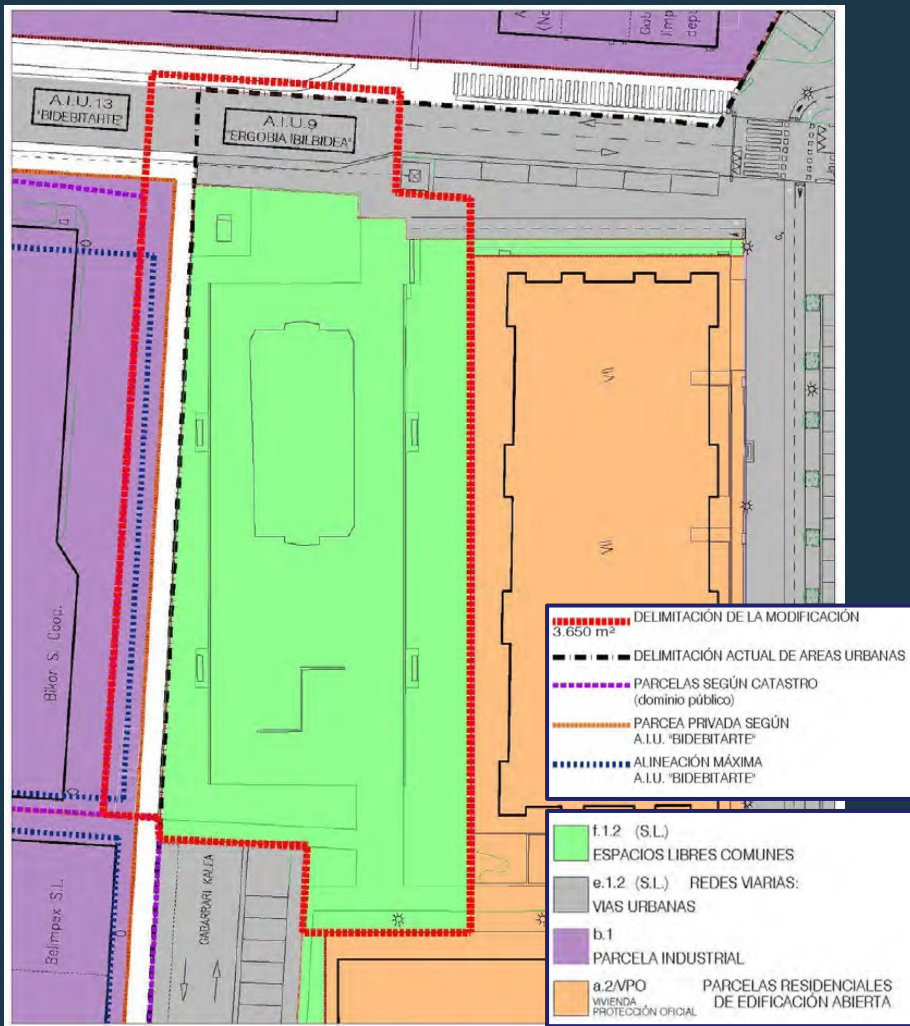 A.I.U.13
"BIDEBITARTE"
A.I.U.9
"ERGOBIA IBILBIDEA"
VII
VII
Bikor S. Coop.
Belimpex S.L.
GABARRARI KALEA
DELIMITACIÓN DE LA MODIFICACIÓN
3.650 m²
DELIMITACIÓN ACTUAL DE AREAS URBANAS
PARCELAS SEGÚN CATASTRO
(dominio público)
PARCEA PRIVADA SEGÚN
A.I.U. "BIDEBITARTE"
ALINEACIÓN MÁXIMA
A.I.U. "BIDEBITARTE"
f.1.2 (S.L.)
ESPACIOS LIBRES COMUNES
e.1.2 (S.L.) REDES VIARIAS:
VIAS URBANAS
b.1
PARCELA INDUSTRIAL
a.2/VPO PARCELAS RESIDENCIALES
VIVIENDA DE EDIFICACIÓN ABIERTA
PROTECCIÓN OFICIAL